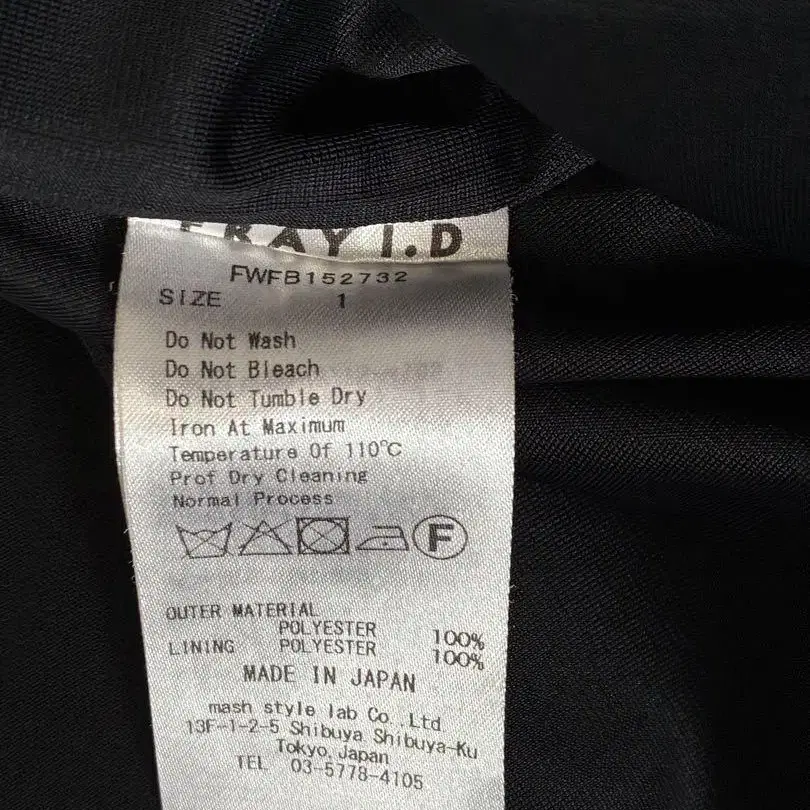 FRAY I.D
FWFB152732
SIZE 1
Do Not Wash
Do Not Bleach
Do Not Tumble Dry
Iron At Maximum
Temperature Of 110℃
Prof Dry Cleaning
Normal Process
F
OUTER MATERIAL
POLYESTER 100%
LINING POLYESTER 100%
MADE IN JAPAN
mash style lab Co.,Ltd
13F-1-2-5 Shibuya Shibuya-Ku
Tokyo Japan
TEL 03-5778-4105